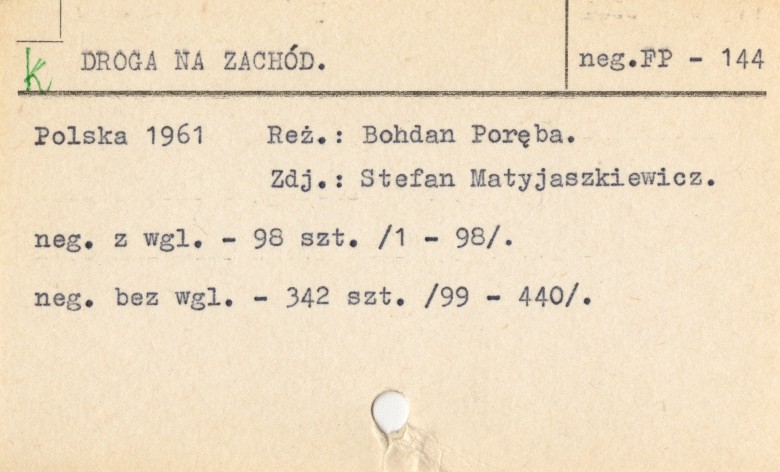 K DROGA NA ZACHÓD. neg.FP - 144
Polska 1961 Reż.: Bohdan Poręba.
Zdj.: Stefan Matyjaszkiewicz.
neg. z wgl. - 98 szt. /1 - 98/.
neg. bez wgl. - 342 szt. /99 - 440/.